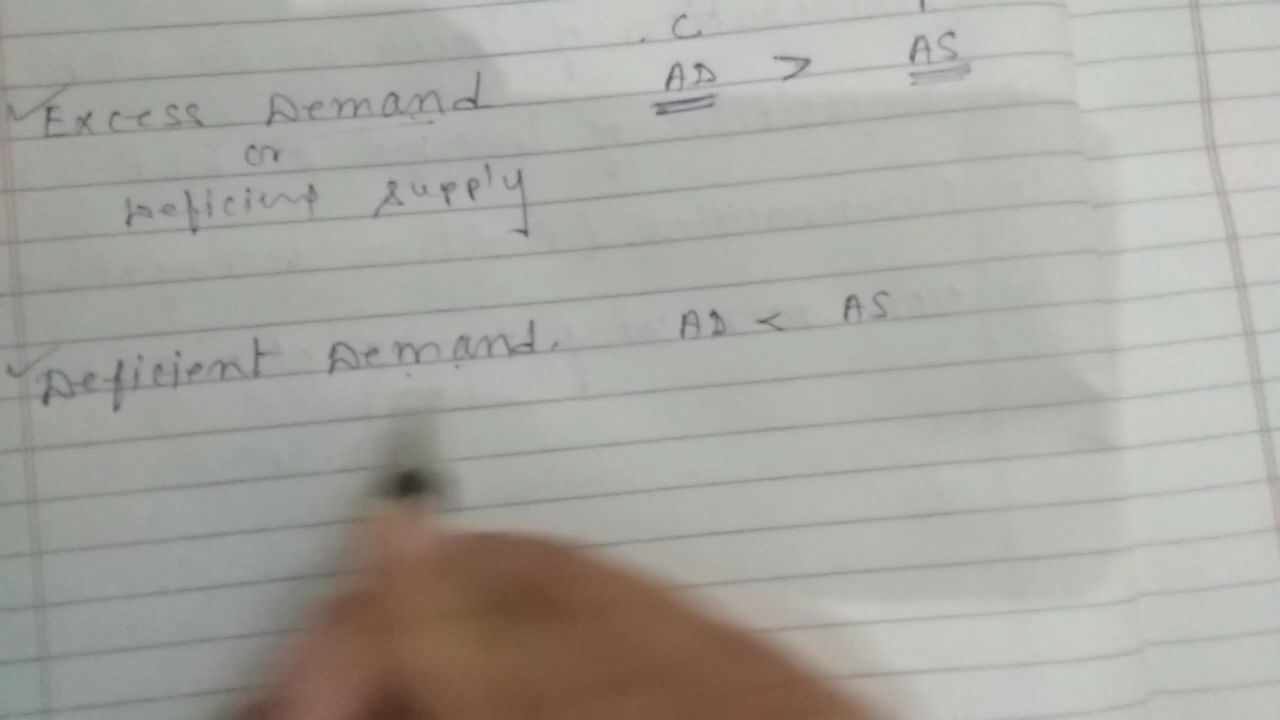 C
Excess Demand AD > AS
or
Deficient supply
Deficient Demand. AD < AS